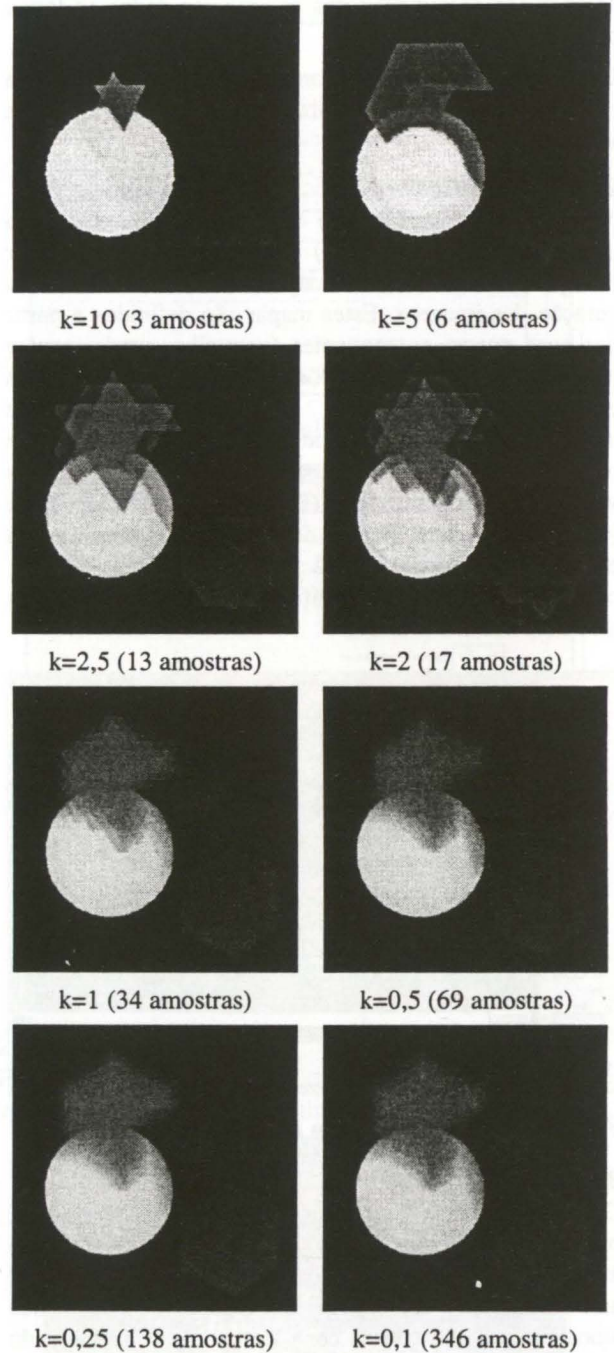 k=10 (3 amostras)
k=5 (6 amostras)
k=2,5 (13 amostras)
k=2 (17 amostras)
k=1 (34 amostras)
k=0,5 (69 amostras)
k=0,25 (138 amostras)
k=0,1 (346 amostras)